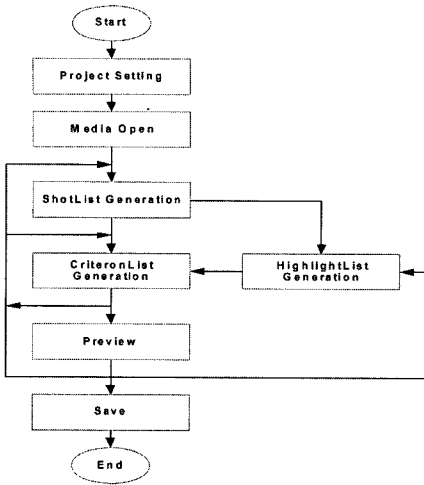 Start
Project Setting
Media Open
ShotList Generation
CriteronList
Generation
HighlightList
Generation
Preview
Save
End